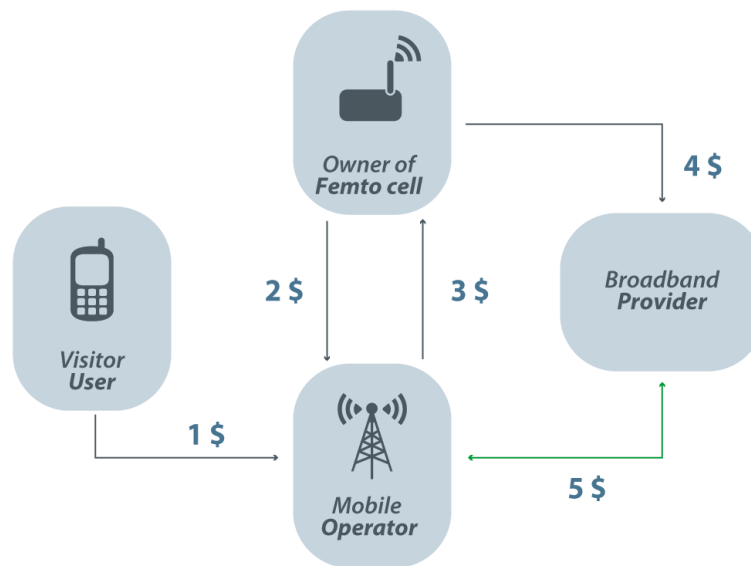 Owner of
Femto cell
4 $
2 $
3 $
Broadband
Provider
Visitor
User
1 $
5 $
Mobile
Operator